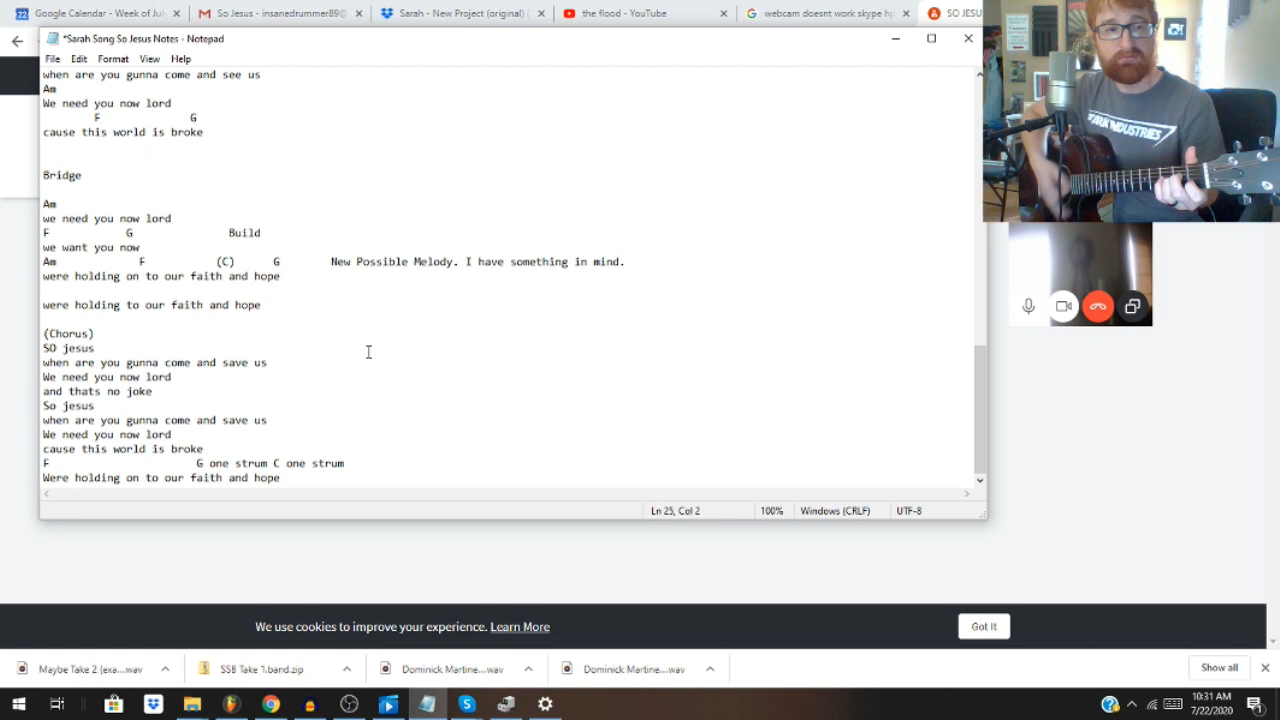 Google Calendar - Week of Jul
So Jesus - insanedrummer89@
Sarah - New Project (original) (
the flood - YouTube
webcam doesnt work skype hp
SO JESU
*Sarah Song So Jesus Notes - Notepad
File Edit Format View Help
when are you gunna come and see us
Am
We need you now lord
F G
cause this world is broke
Bridge
Am
we need you now lord
F G Build
we want you now
Am F (C) G New Possible Melody. I have something in mind.
were holding on to our faith and hope
were holding to our faith and hope
(Chorus)
SO jesus
when are you gunna come and save us
We need you now lord
and thats no joke
So jesus
when are you gunna come and save us
We need you now lord
cause this world is broke
F G one strum C one strum
Were holding on to our faith and hope
Ln 25, Col 2 100% Windows (CRLF) UTF-8
STARK INDUSTRIES
We use cookies to improve your experience. Learn More
Got It
Maybe Take 2 (exa....wav
SSB Take 1.band.zip
Dominick Martine....wav
Dominick Martine....wav
Show all
10:31 AM
7/22/2020